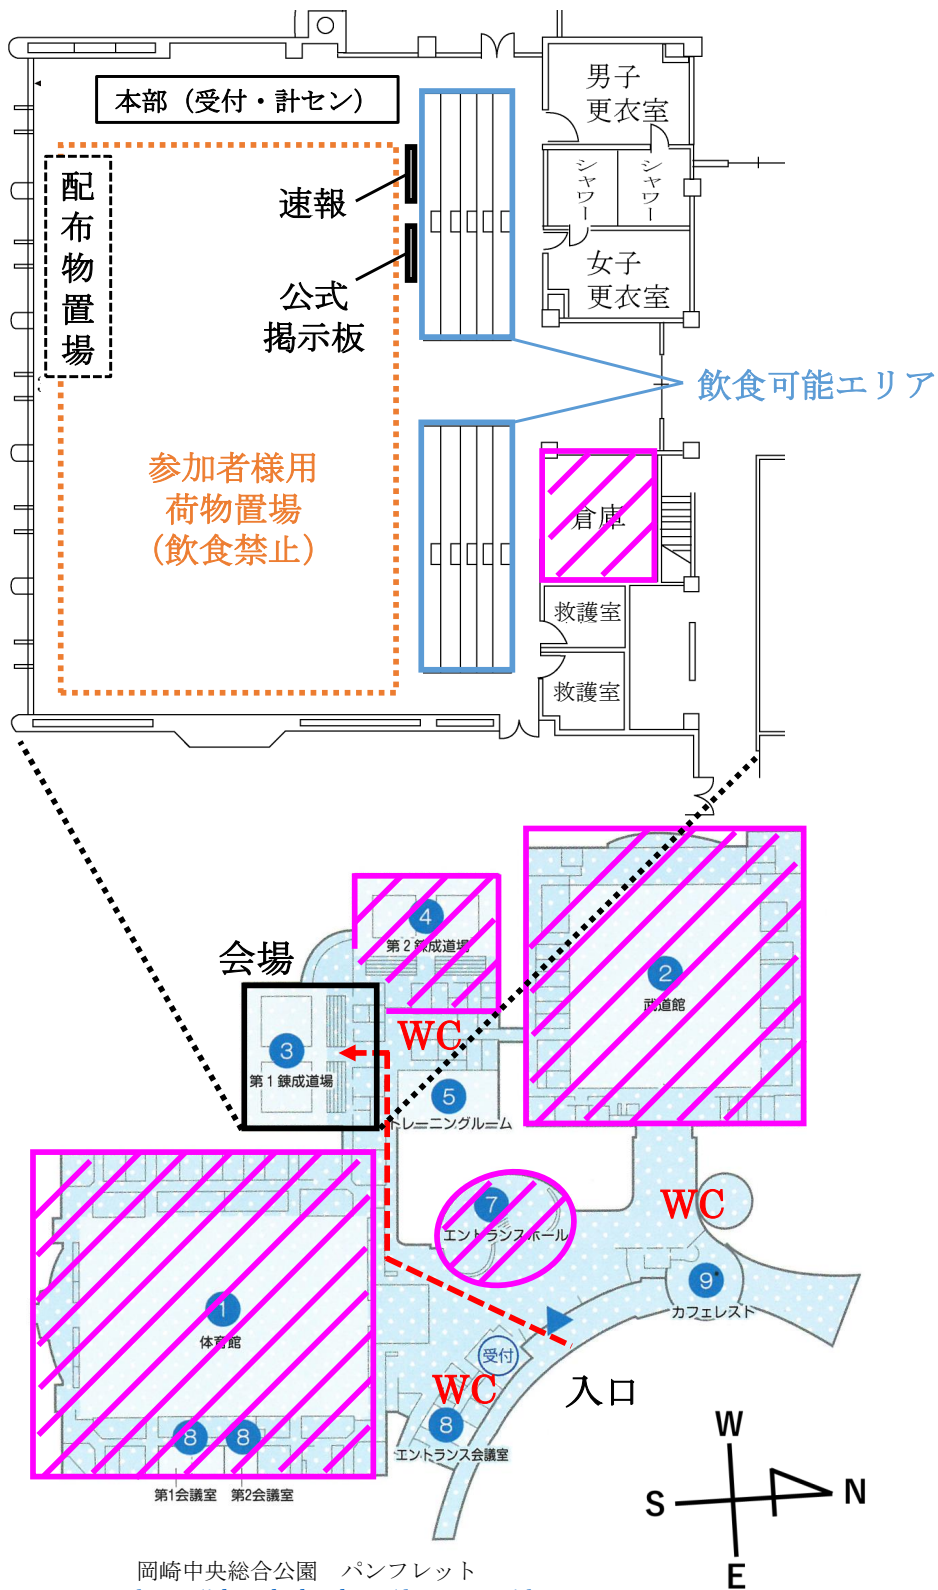 本部（受付・計セン）
男子
更衣室
配布物置場
速報
シャワー
シャワー
公式
掲示板
女子
更衣室
飲食可能エリア
参加者様用
荷物置場
（飲食禁止）
倉庫
救護室
救護室
会場
4
第2錬成道場
2
武道館
WC
3
第1錬成道場
5
トレーニングルーム
WC
7
エントランスホール
9*
カフェレスト
1
体育館
受付
WC
入口
8
8
8
エントランス会議室
第1会議室
第2会議室
W
S
N
E
岡崎中央総合公園　パンフレット